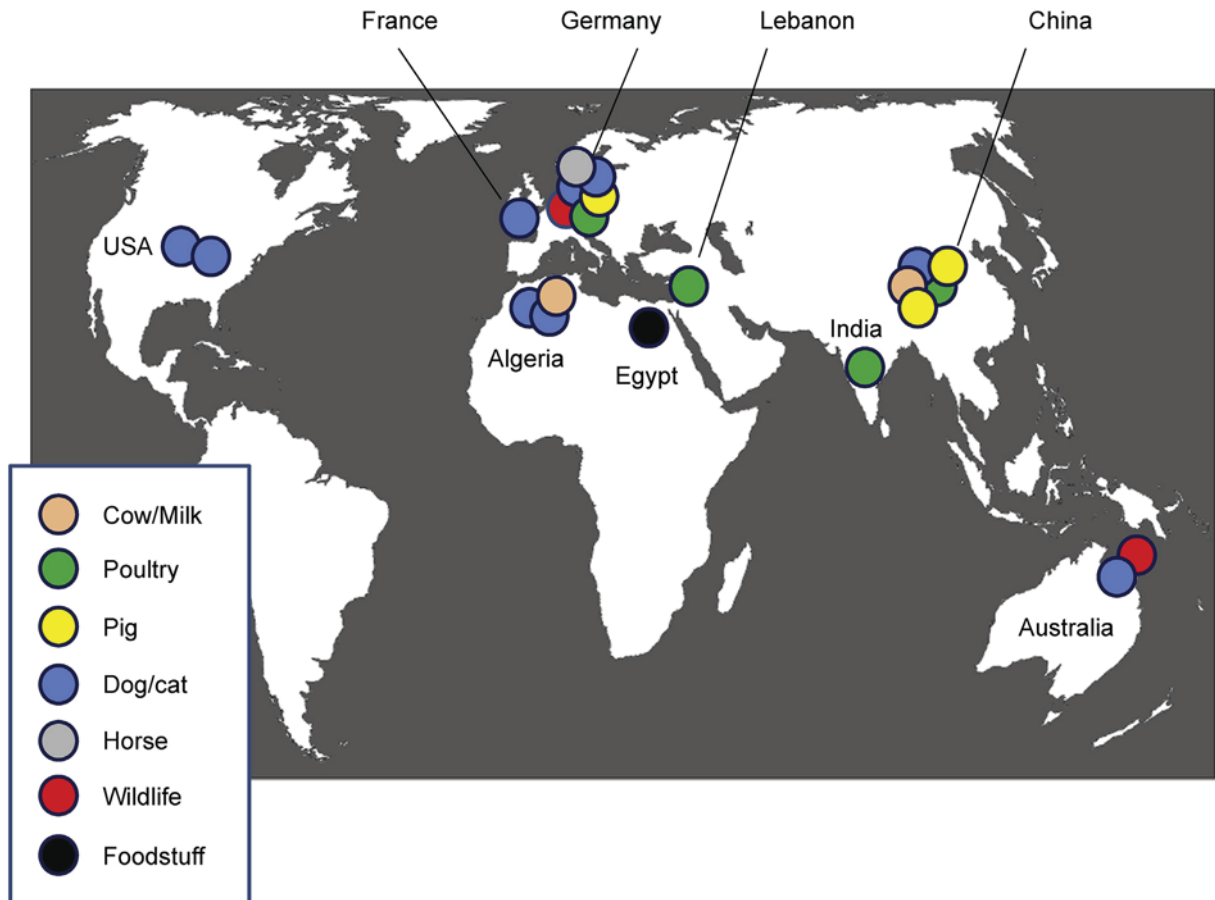 France
Germany
Lebanon
China
USA
India
Algeria
Egypt
Australia
Cow/Milk
Poultry
Pig
Dog/cat
Horse
Wildlife
Foodstuff